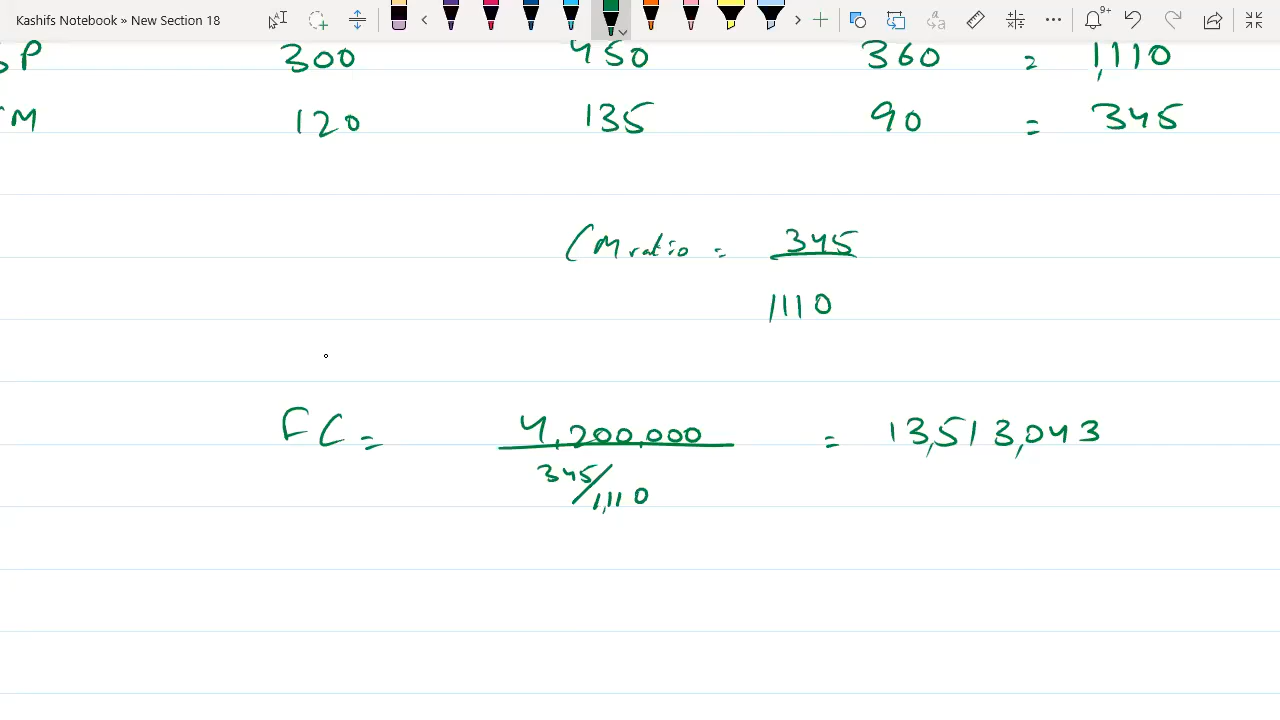 Kashifs Notebook » New Section 18
9+
SP 300 450 360 = 1,110
CM 120 135 90 = 345
CM ratio = 345
1110
FC = 4,200,000 = 13,513,043
345/1,110